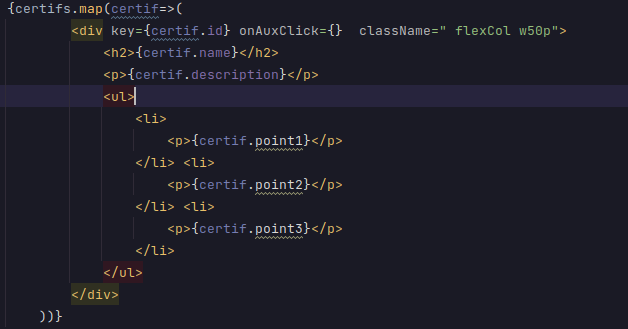 {certifs.map(certif=>(
<div key={certif.id} onAuxClick={} className=" flexCol w50p">
<h2>{certif.name}</h2>
<p>{certif.description}</p>
<ul>
<li>
<p>{certif.point1}</p>
</li> <li>
<p>{certif.point2}</p>
</li> <li>
<p>{certif.point3}</p>
</li>
</ul>
</div>
))}